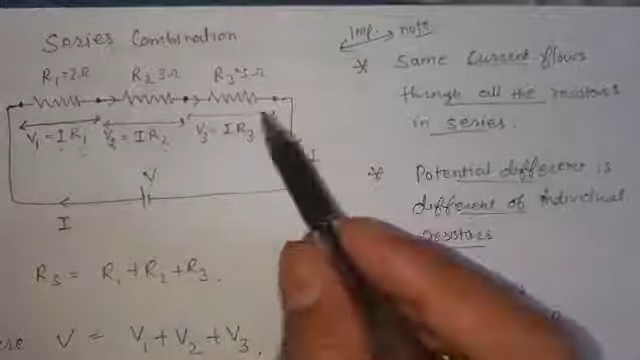 Series Combination
R1=2Ω R2 3Ω R3=5Ω
V1=IR1 V2=IR2 V3=IR3
V
I
I
RS = R1+R2+R3.
V = V1+V2+V3.
Imp. note
* Same Current flows
through all the resistors
in series.
* Potential difference is
different of individual
resistors